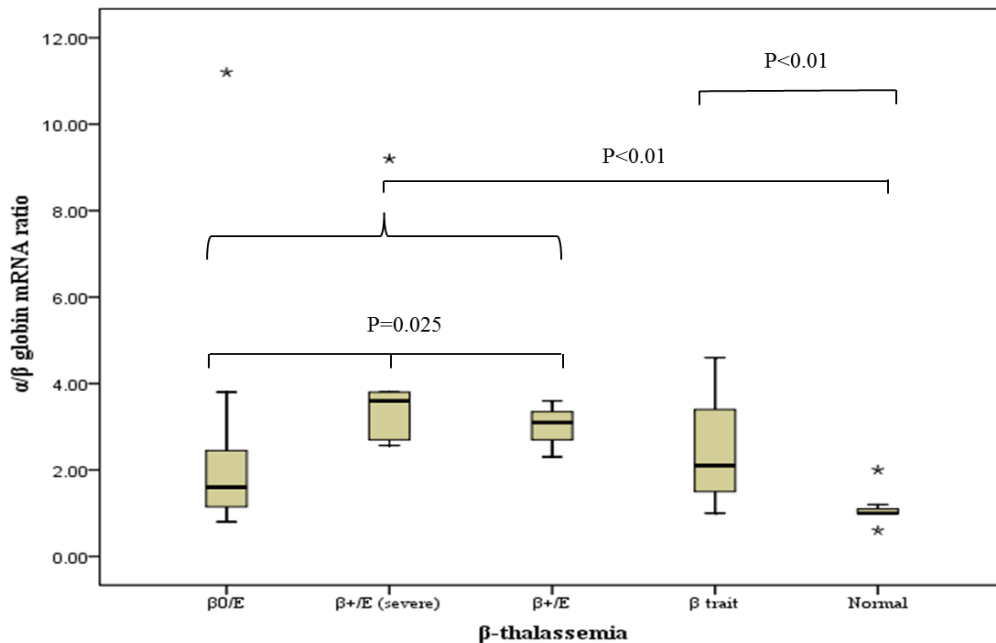 12.00
10.00
8.00
6.00
4.00
2.00
0.00
α/β globin mRNA ratio
P<0.01
P<0.01
P=0.025
β0/E
β+/E (severe)
β+/E
β trait
Normal
β-thalassemia